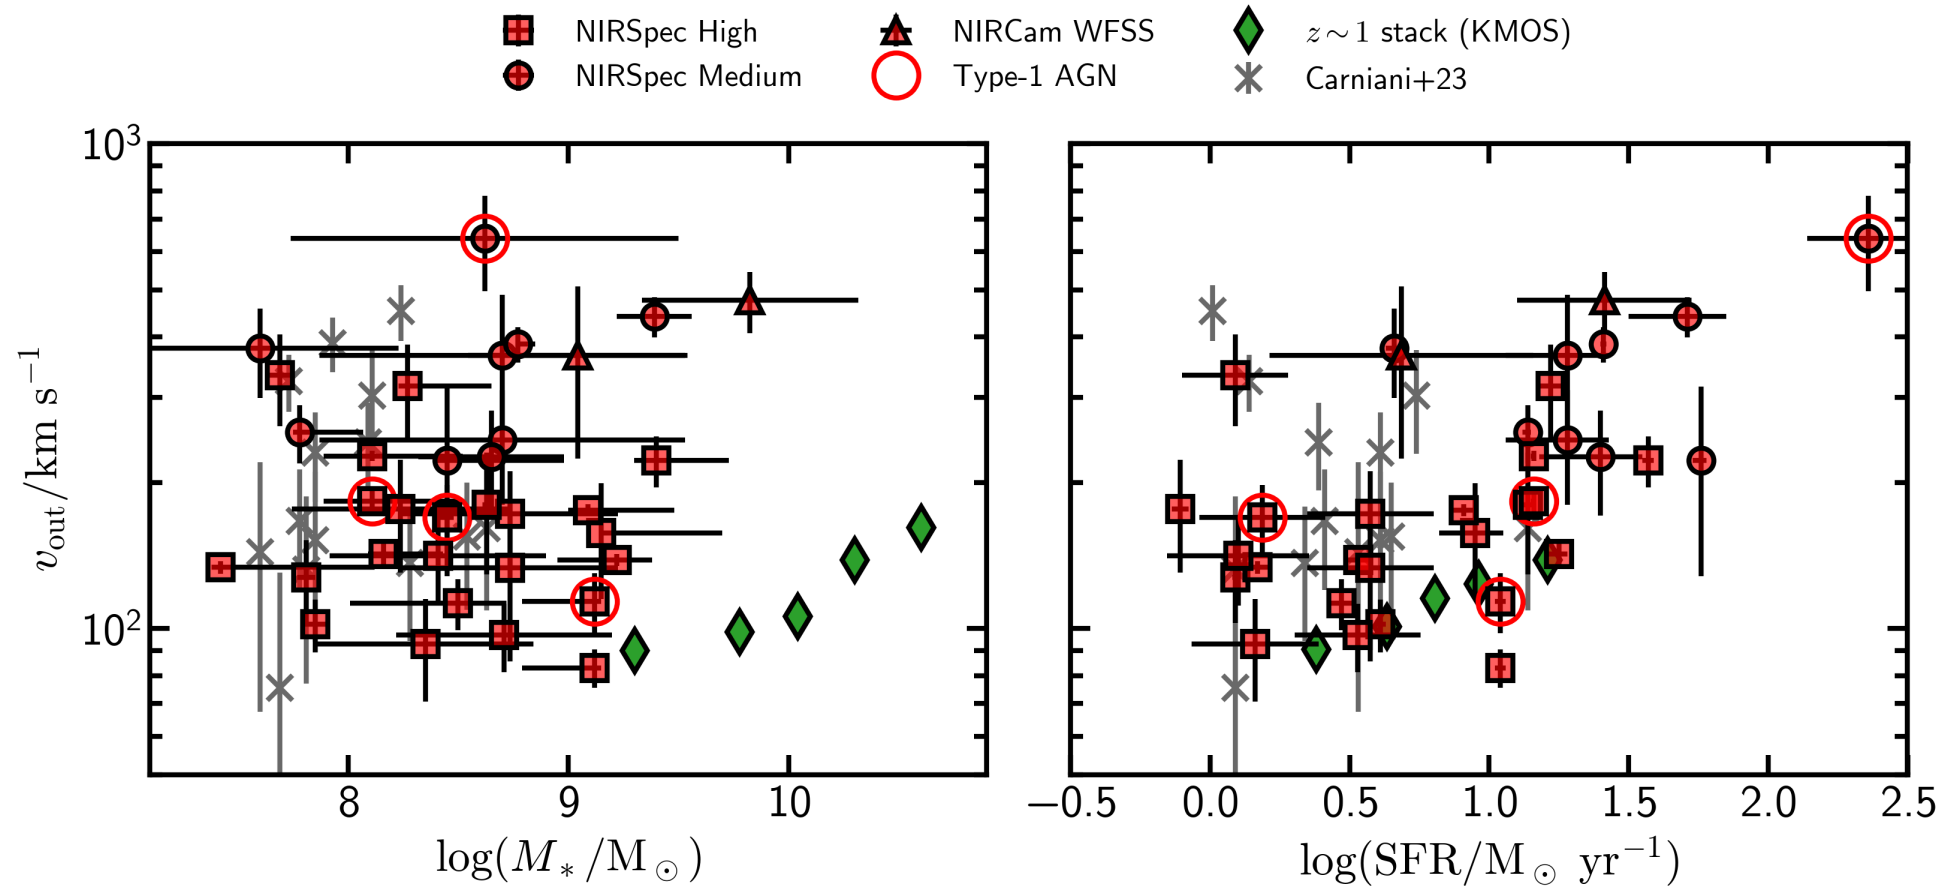 NIRSpec High NIRCam WFSS z ~ 1 stack (KMOS)
NIRSpec Medium Type-1 AGN Carniani+23
10³
10²
v_out/km s⁻¹
8 9 10
−0.5 0.0 0.5 1.0 1.5 2.0 2.5
log(M_*/M_⊙)
log(SFR/M_⊙ yr⁻¹)